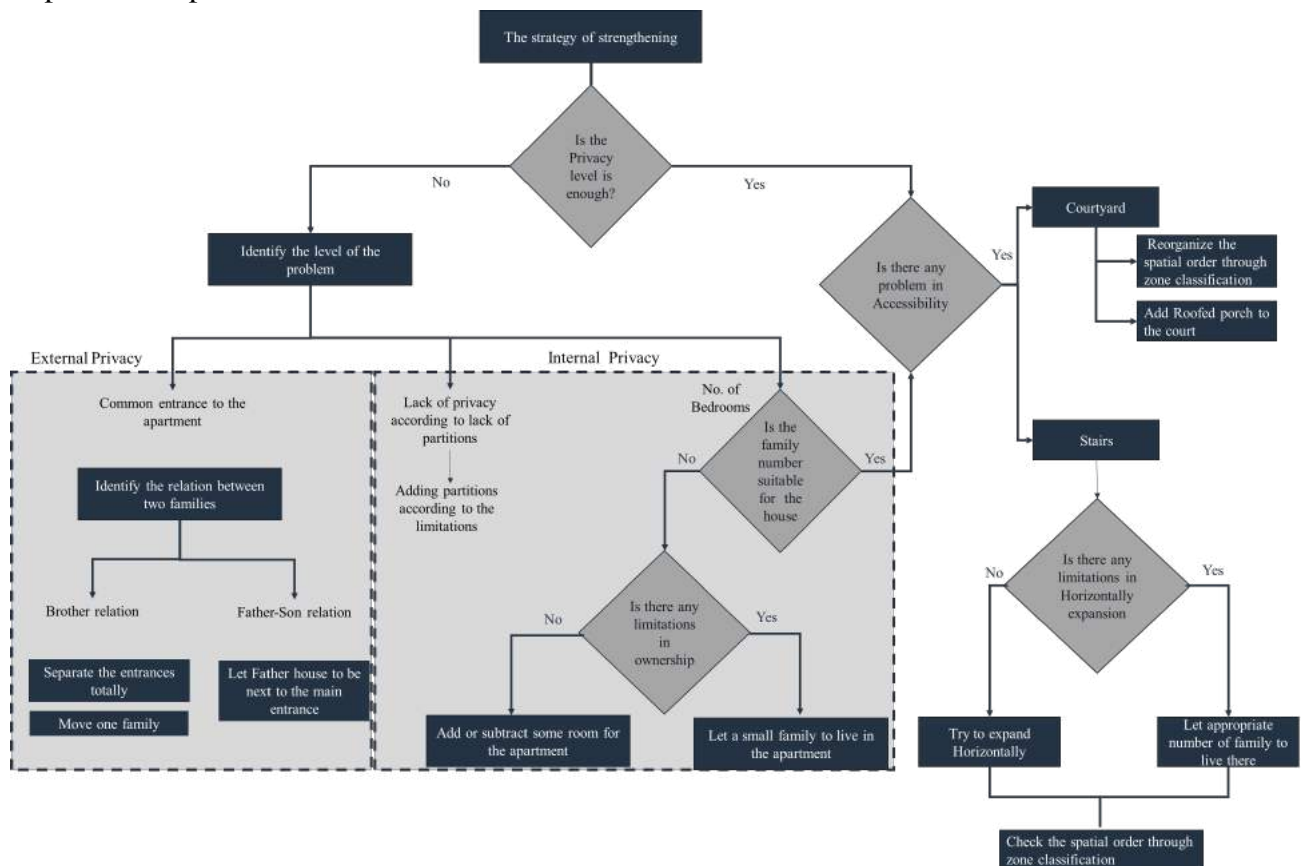 The strategy of strengthening
Is the
Privacy
level is
enough?
No
Yes
Identify the level of the
problem
Is there any
problem in
Accessibility
Yes
Courtyard
Reorganize the
spatial order through
zone classification
Add Roofed porch to
the court
Stairs
External Privacy
Internal Privacy
Common entrance to the
apartment
Identify the relation between
two families
Brother relation
Father-Son relation
Separate the entrances
totally
Move one family
Let Father house to be
next to the main
entrance
Lack of privacy
according to lack of
partitions
Adding partitions
according to the
limitations
No. of
Bedrooms
Is the
family
number
suitable
for the
house
No
Yes
Is there any
limitations
in
ownership
No
Yes
Add or subtract some room for
the apartment
Let a small family to live in
the apartment
Is there any
limitations in
Horizontally
expansion
No
Yes
Try to expand
Horizontally
Let appropriate
number of family to
live there
Check the spatial order through
zone classification